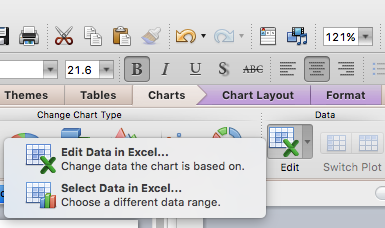 121%
21.6 B I U S ABC
Themes Tables Charts Chart Layout Format
Change Chart Type Data
Edit Data in Excel...
Change data the chart is based on.
Select Data in Excel...
Choose a different data range.
Edit Switch Plot